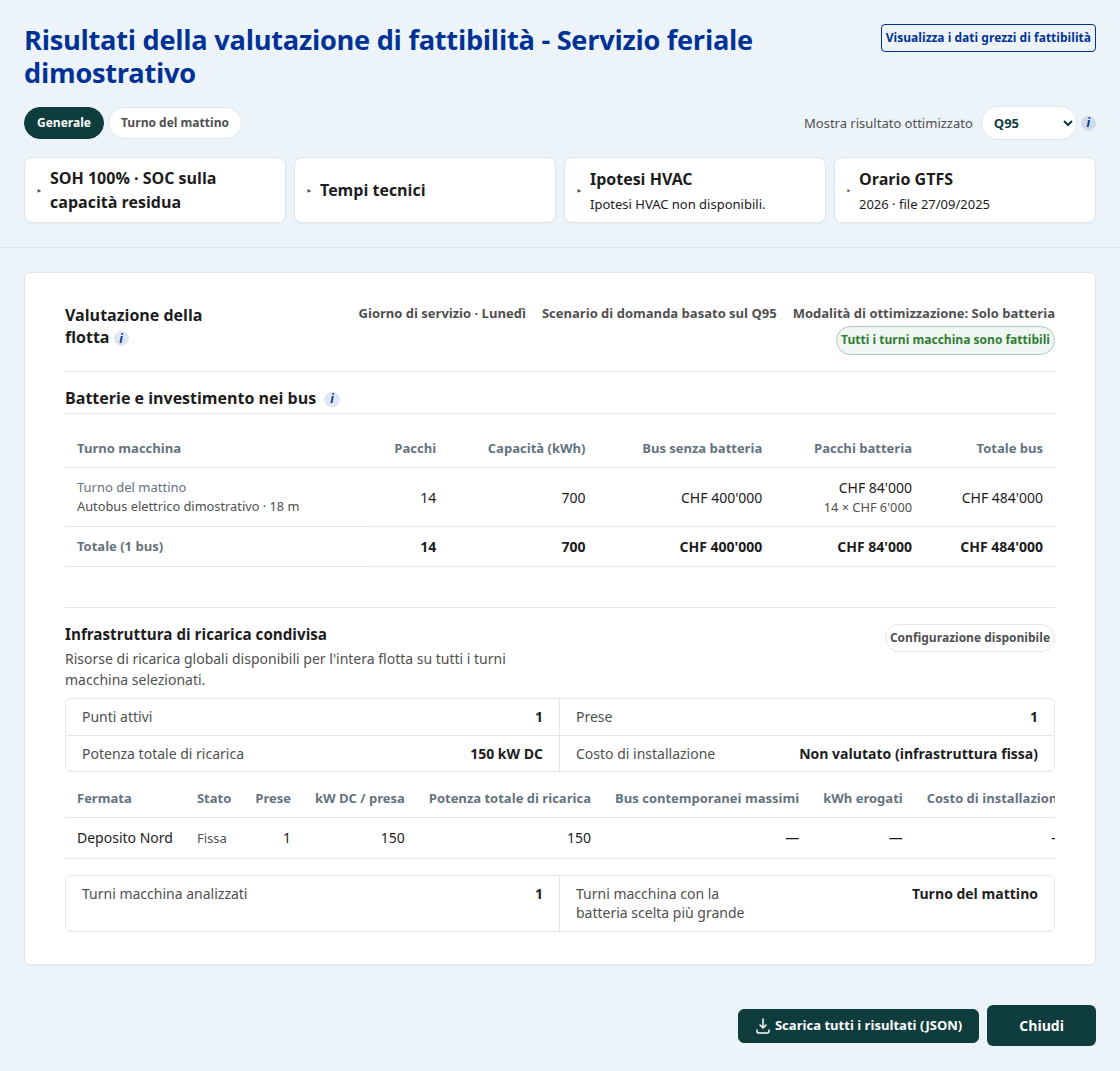 Risultati della valutazione di fattibilità - Servizio feriale
dimostrativo
Visualizza i dati grezzi di fattibilità
Generale
Turno del mattino
Mostra risultato ottimizzato
Q95
i
SOH 100% · SOC sulla
capacità residua
Tempi tecnici
Ipotesi HVAC
Ipotesi HVAC non disponibili.
Orario GTFS
2026 · file 27/09/2025
Valutazione della
flotta i
Giorno di servizio · Lunedì Scenario di domanda basato sul Q95 Modalità di ottimizzazione: Solo batteria
Tutti i turni macchina sono fattibili
Batterie e investimento nei bus i
Turno macchina Pacchi Capacità (kWh) Bus senza batteria Pacchi batteria Totale bus
Turno del mattino
Autobus elettrico dimostrativo · 18 m
14 700 CHF 400'000
CHF 84'000
14 × CHF 6'000
CHF 484'000
Totale (1 bus) 14 700 CHF 400'000 CHF 84'000 CHF 484'000
Infrastruttura di ricarica condivisa
Configurazione disponibile
Risorse di ricarica globali disponibili per l'intera flotta su tutti i turni
macchina selezionati.
Punti attivi 1
Prese 1
Potenza totale di ricarica 150 kW DC
Costo di installazione Non valutato (infrastruttura fissa)
Fermata Stato Prese kW DC / presa Potenza totale di ricarica Bus contemporanei massimi kWh erogati Costo di installazion
Deposito Nord Fissa 1 150 150 — — -
Turni macchina analizzati 1
Turni macchina con la
batteria scelta più grande
Turno del mattino
Scarica tutti i risultati (JSON)
Chiudi